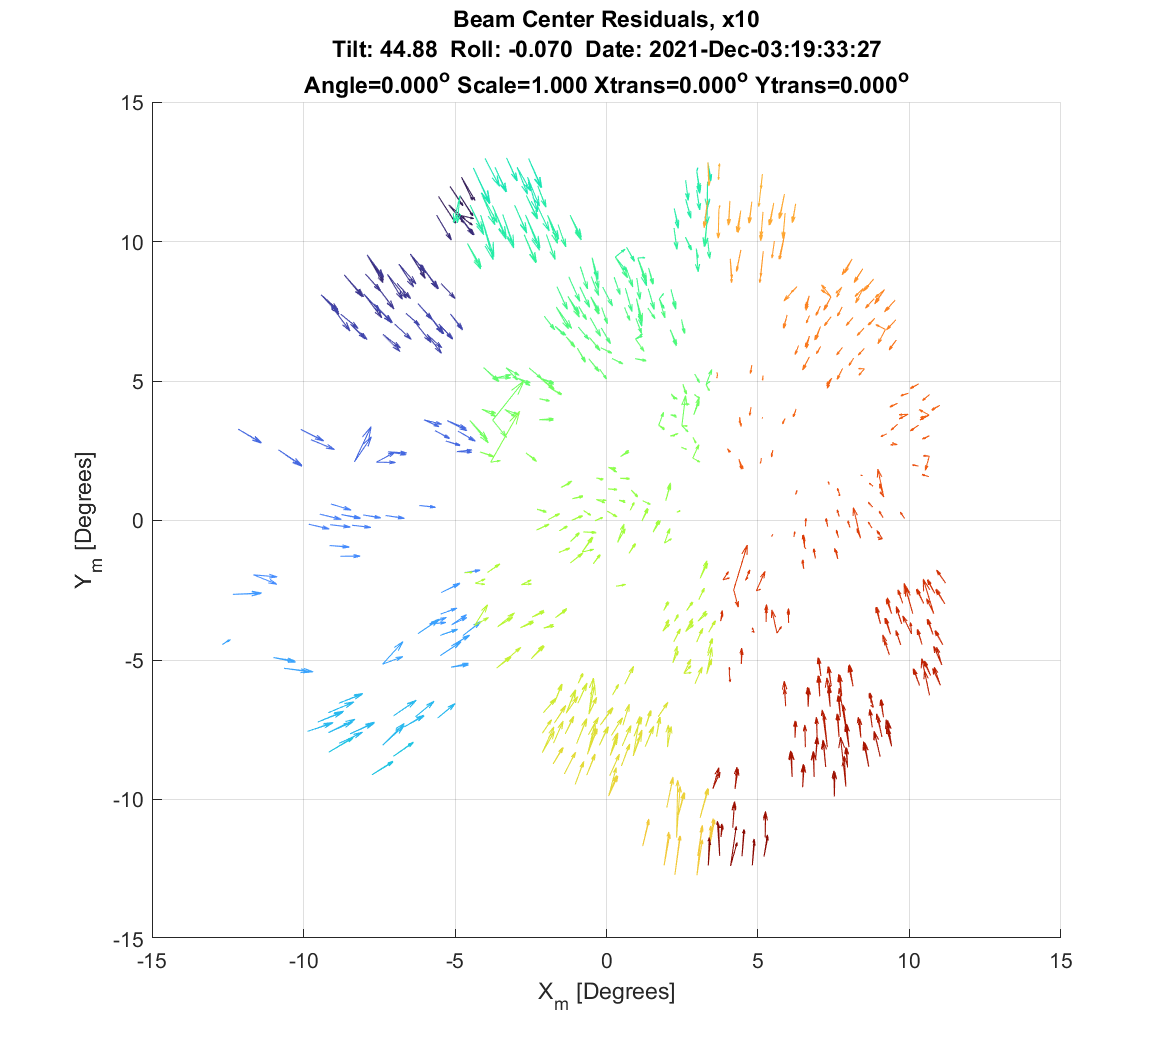 Beam Center Residuals, x10
Tilt: 44.88  Roll: -0.070  Date: 2021-Dec-03:19:33:27
Angle=0.000° Scale=1.000 Xtrans=0.000° Ytrans=0.000°
15
10
5
0
-5
-10
-15
Y_m [Degrees]
-15 -10 -5 0 5 10 15
X_m [Degrees]